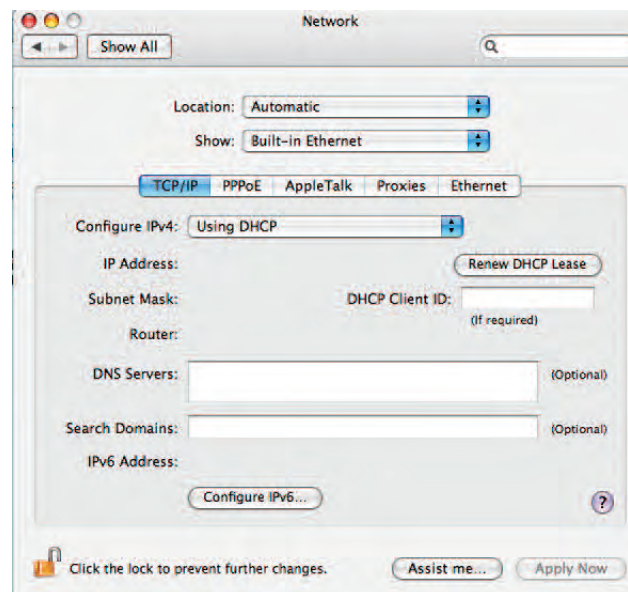 Network
Show All
Location: Automatic
Show: Built-in Ethernet
TCP/IP PPPoE AppleTalk Proxies Ethernet
Configure IPv4: Using DHCP
IP Address: Renew DHCP Lease
Subnet Mask: DHCP Client ID:
(If required)
Router:
DNS Servers: (Optional)
Search Domains: (Optional)
IPv6 Address:
Configure IPv6...
?
Click the lock to prevent further changes. Assist me... Apply Now